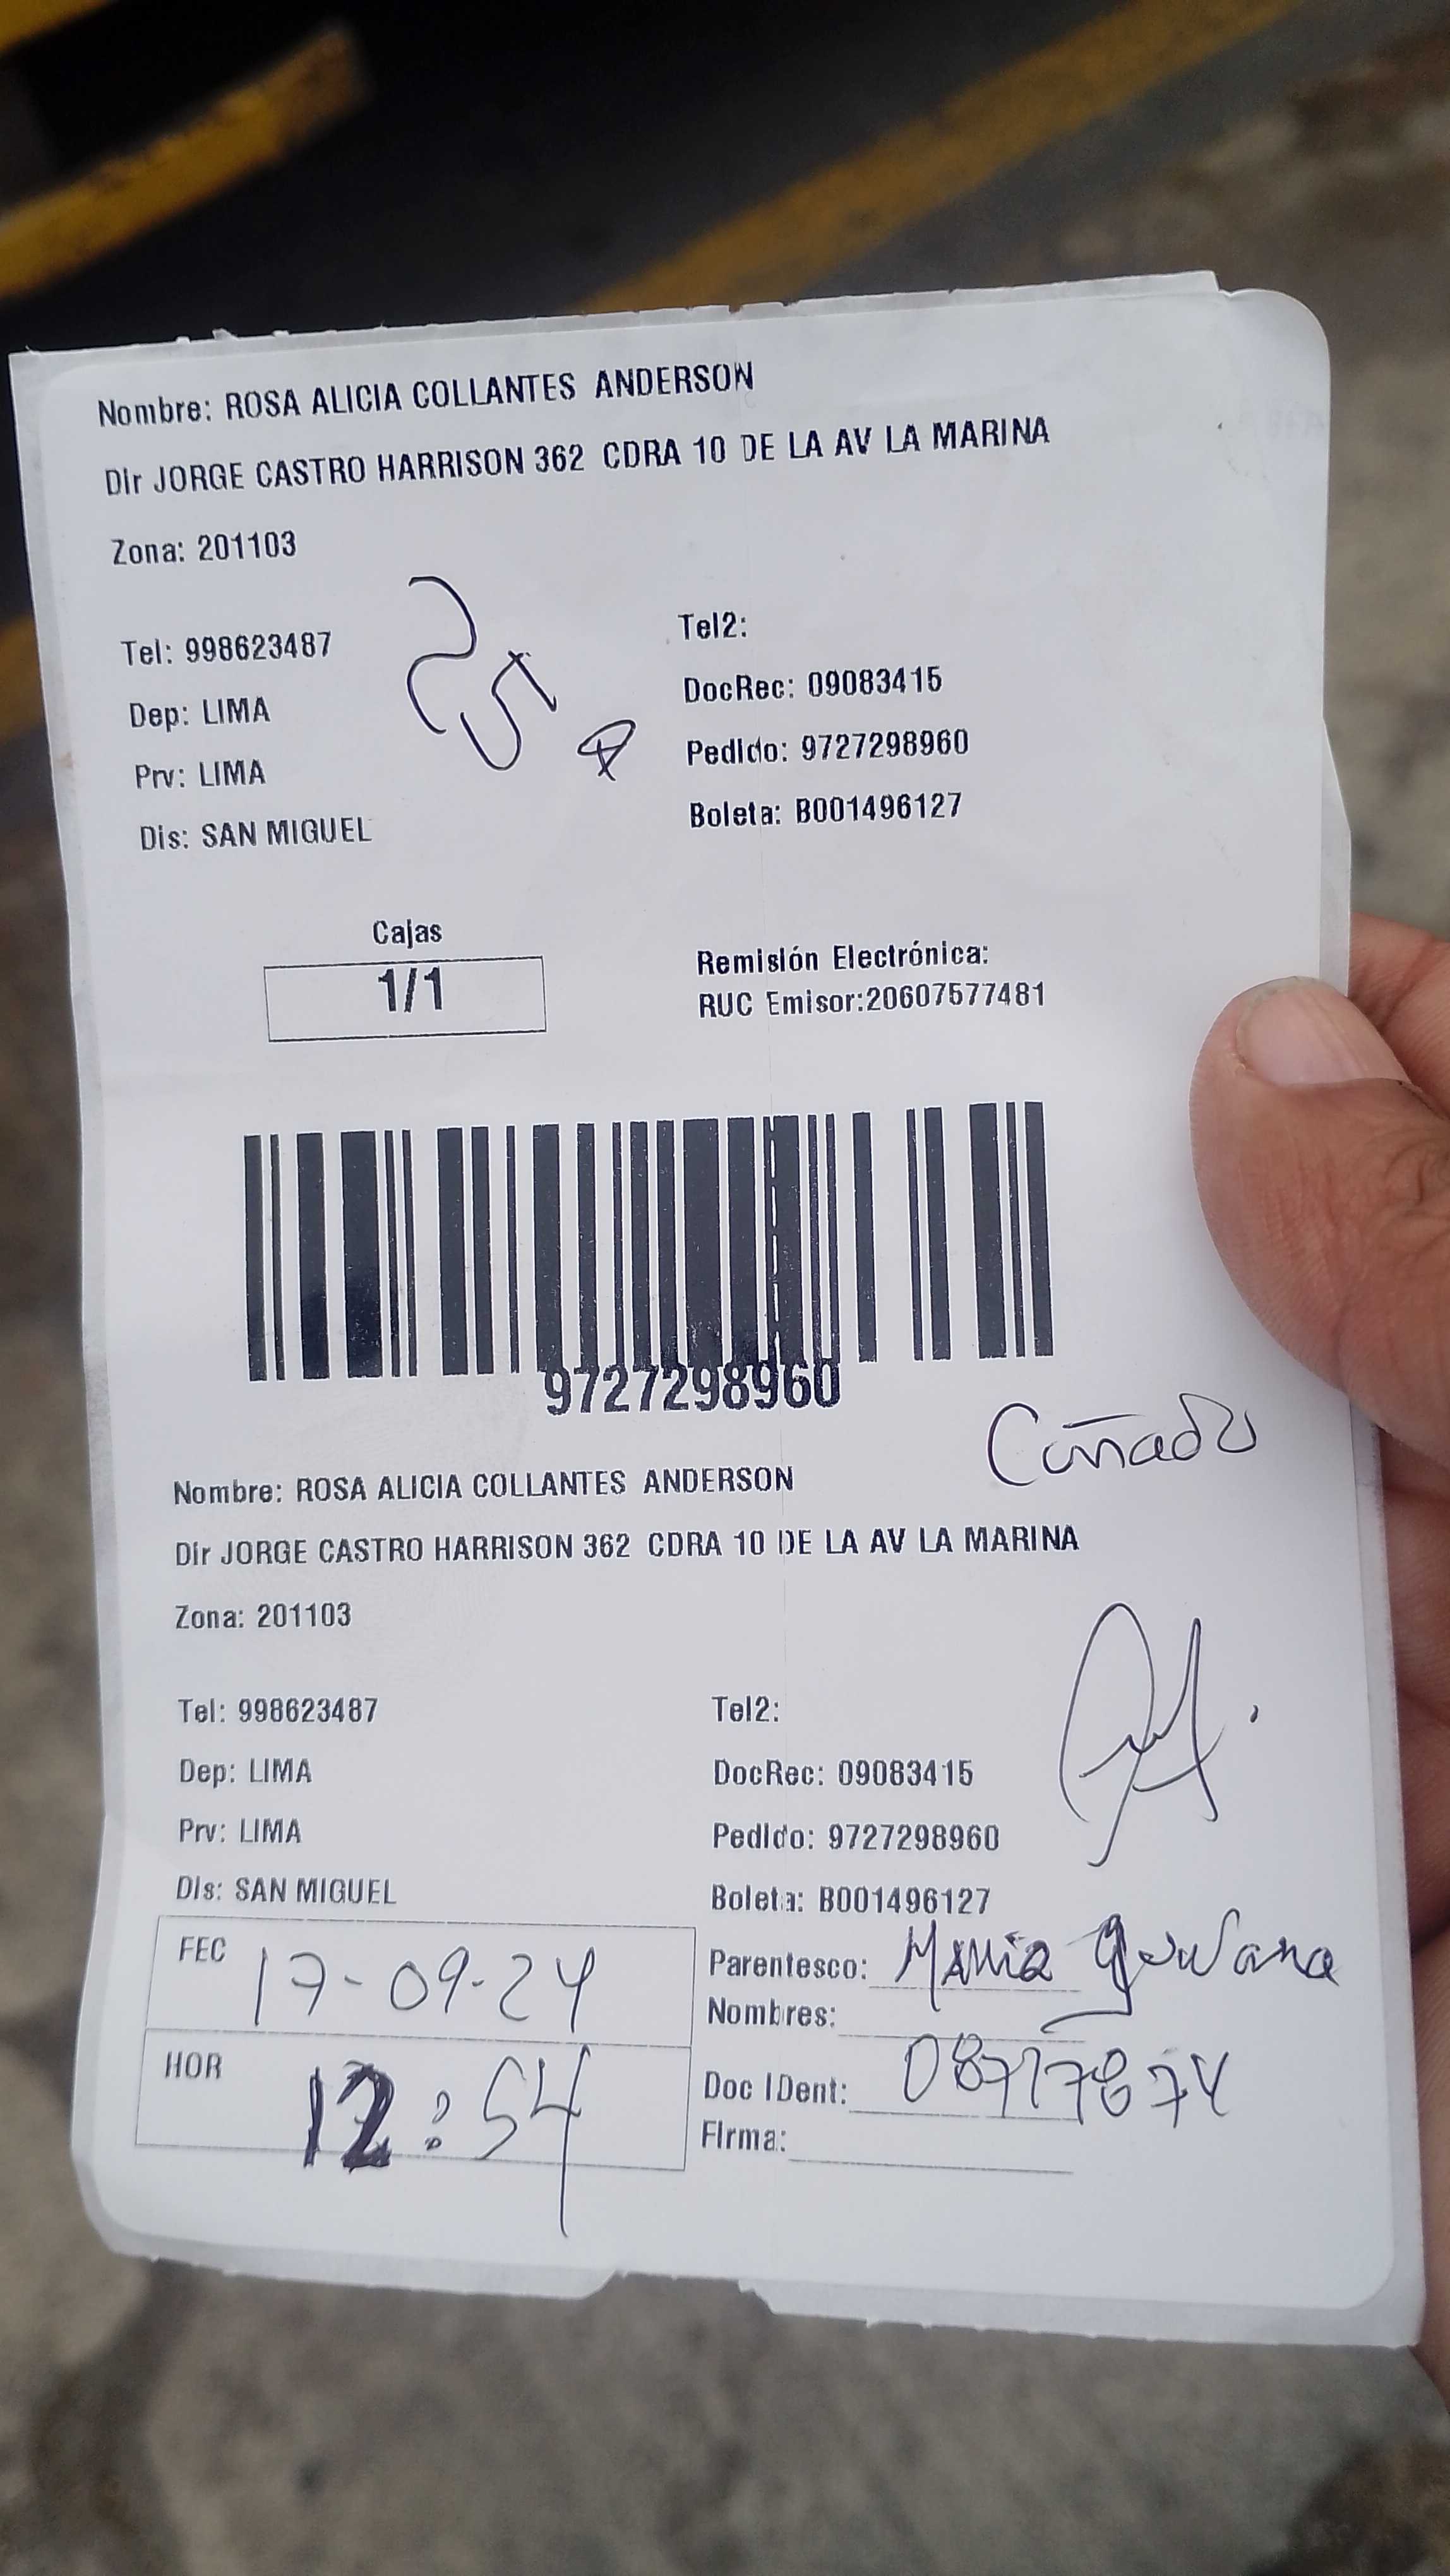 Nombre: ROSA ALICIA COLLANTES ANDERSON
Dir JORGE CASTRO HARRISON 362 CDRA 10 DE LA AV LA MARINA
Zona: 201103
Tel: 998623487
Dep: LIMA
Prv: LIMA
Dis: SAN MIGUEL
Tel2:
DocRec: 09083415
Pedido: 9727298960
Boleta: B001496127
Cajas
1/1
Remisión Electrónica:
RUC Emisor:20607577481
9727298960
Cuñado
Nombre: ROSA ALICIA COLLANTES ANDERSON
Dir JORGE CASTRO HARRISON 362 CDRA 10 DE LA AV LA MARINA
Zona: 201103
Tel: 998623487
Dep: LIMA
Prv: LIMA
Dis: SAN MIGUEL
Tel2:
DocRec: 09083415
Pedido: 9727298960
Boleta: B001496127
FEC 17-09-24
HOR 12:54
Parentesco: Maria
Nombres:
Doc IDent: 08717874
Firma: